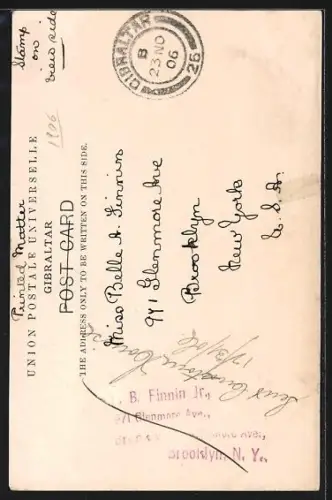 Stamp
on
view side
GIBRALTAR
B
23 NO
06
26
Printed Matter
UNION POSTALE UNIVERSELLE
GIBRALTAR
POST CARD
THE ADDRESS ONLY TO BE WRITTEN ON THIS SIDE.
1906
Miss Belle A. Finnin
971 Glenmore Ave
Brooklyn
New York
U.S.A.
B. Finnin Jr.,
Glenmore Ave.,
Brooklyn, N. Y.